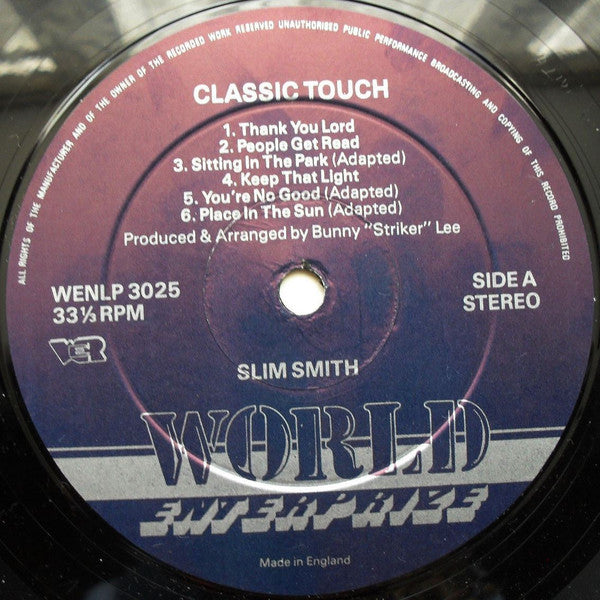 ALL RIGHTS OF THE MANUFACTURER AND OF THE OWNER OF THE RECORDED WORK RESERVED UNAUTHORISED PUBLIC PERFORMANCE BROADCASTING AND COPYING OF THIS RECORD PROHIBITED
CLASSIC TOUCH
1. Thank You Lord
2. People Get Read
3. Sitting In The Park (Adapted)
4. Keep That Light
5. You're No Good (Adapted)
6. Place In The Sun (Adapted)
Produced & Arranged by Bunny "Striker" Lee
WENLP 3025
33⅓ RPM
SIDE A
STEREO
SLIM SMITH
WORLD
ENTERPRIZE
Made in England